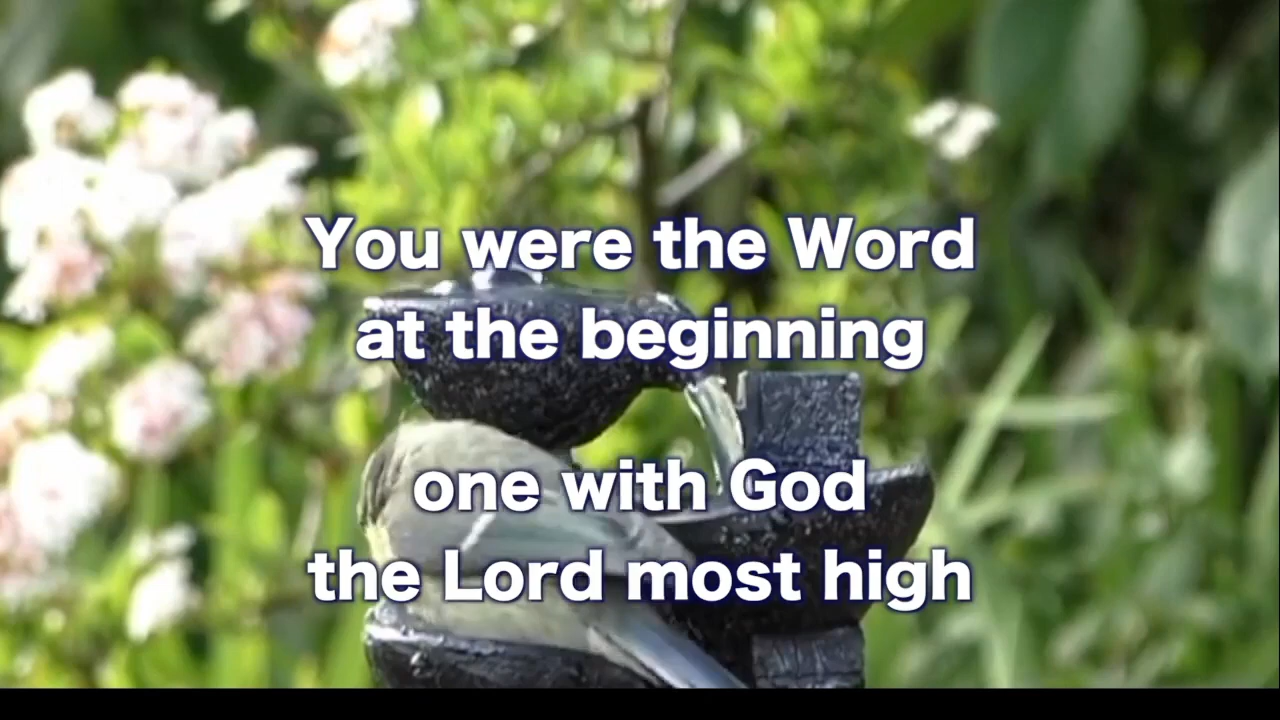 You were the Word
at the beginning
one with God
the Lord most high